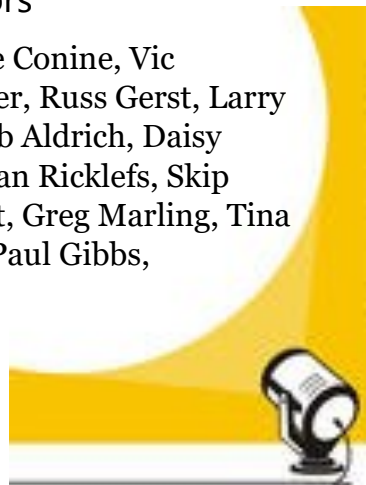 ors
e Conine, Vic
er, Russ Gerst, Larry
b Aldrich, Daisy
an Ricklefs, Skip
t, Greg Marling, Tina
Paul Gibbs,